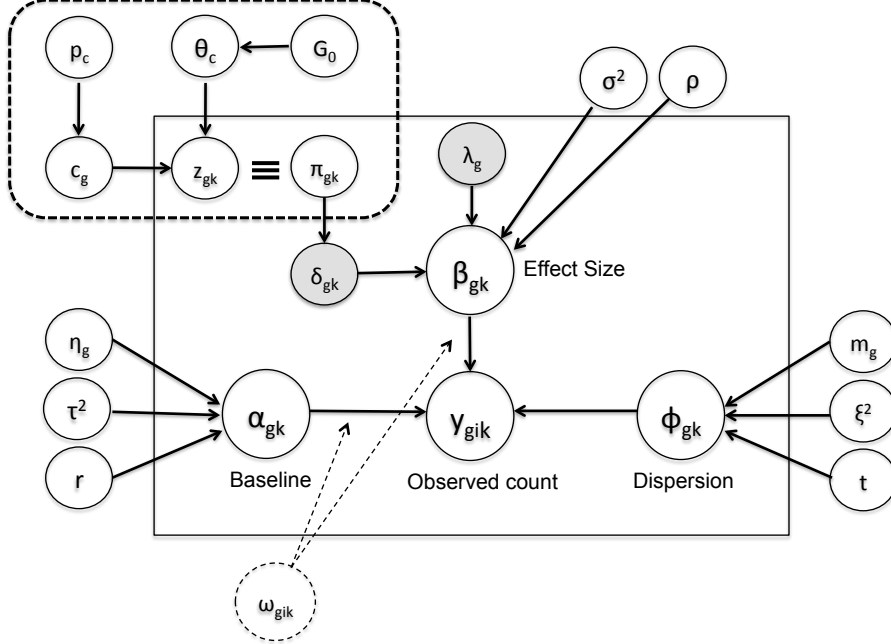 p_c θ_c G_0
σ² ρ
c_g z_gk ≡ π_gk λ_g
δ_gk β_gk Effect Size
η_g m_g
τ² α_gk y_gik ϕ_gk ξ²
r Baseline Observed count Dispersion t
ω_gik